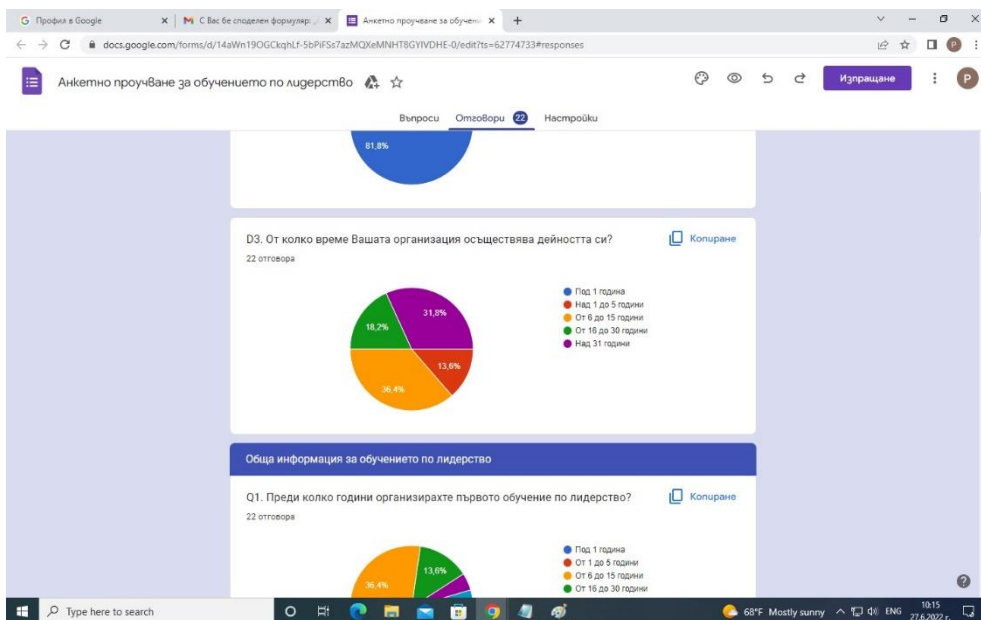 Профил в Google
С Вас бе споделен формуляр:
Анкетно проучване за обучени
docs.google.com/forms/d/14aWn19OGCkqhLf-5bPiFSs7azMQXeMNHT8GYIVDHE-0/edit?ts=62774733#responses
P
Анкетно проучване за обучението по лидерство
Изпращане
P
Въпроси Отговори 22 Настройки
81,8%
D3. От колко време Вашата организация осъществява дейността си?
Копиране
22 отговора
31,8%
18,2%
13,6%
36,4%
Под 1 година
Над 1 до 5 години
От 6 до 15 години
От 16 до 30 години
Над 31 години
Обща информация за обучението по лидерство
Q1. Преди колко години организирахте първото обучение по лидерство?
Копиране
22 отговора
13,6%
36,4%
Под 1 година
От 1 до 5 години
От 6 до 15 години
От 16 до 30 години
Type here to search
68°F Mostly sunny
ENG
10:15
27.6.2022 г.